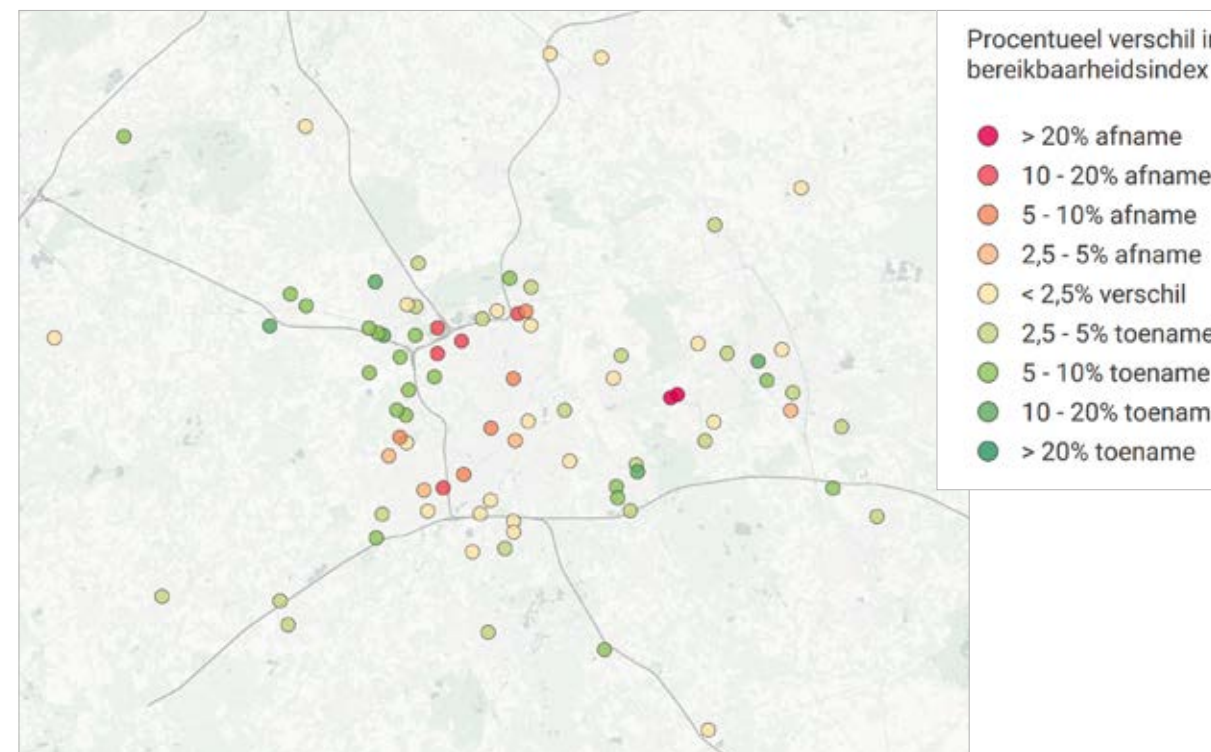 Procentueel verschil in
bereikbaarheidsindex
> 20% afname
10 - 20% afname
5 - 10% afname
2,5 - 5% afname
< 2,5% verschil
2,5 - 5% toename
5 - 10% toename
10 - 20% toenam
> 20% toename